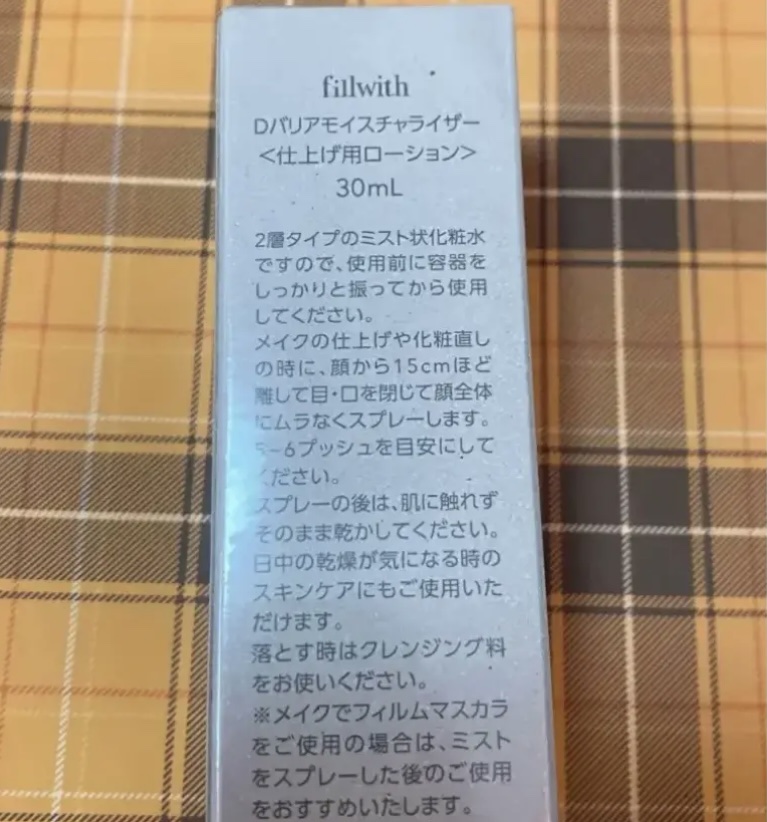 fillwith
Dバリアモイスチャライザー
<仕上げ用ローション>
30mL
2層タイプのミスト状化粧水
ですので、使用前に容器を
しっかりと振ってから使用
してください。
メイクの仕上げや化粧直し
の時に、顔から15cmほど
離して目・口を閉じて顔全体
にムラなくスプレーします。
5~6プッシュを目安にして
ください。
スプレーの後は、肌に触れず
そのまま乾かしてください。
日中の乾燥が気になる時の
スキンケアにもご使用いた
だけます。
落とす時はクレンジング料
をお使いください。
※メイクでフィルムマスカラ
をご使用の場合は、ミスト
をスプレーした後のご使用
をおすすめいたします。